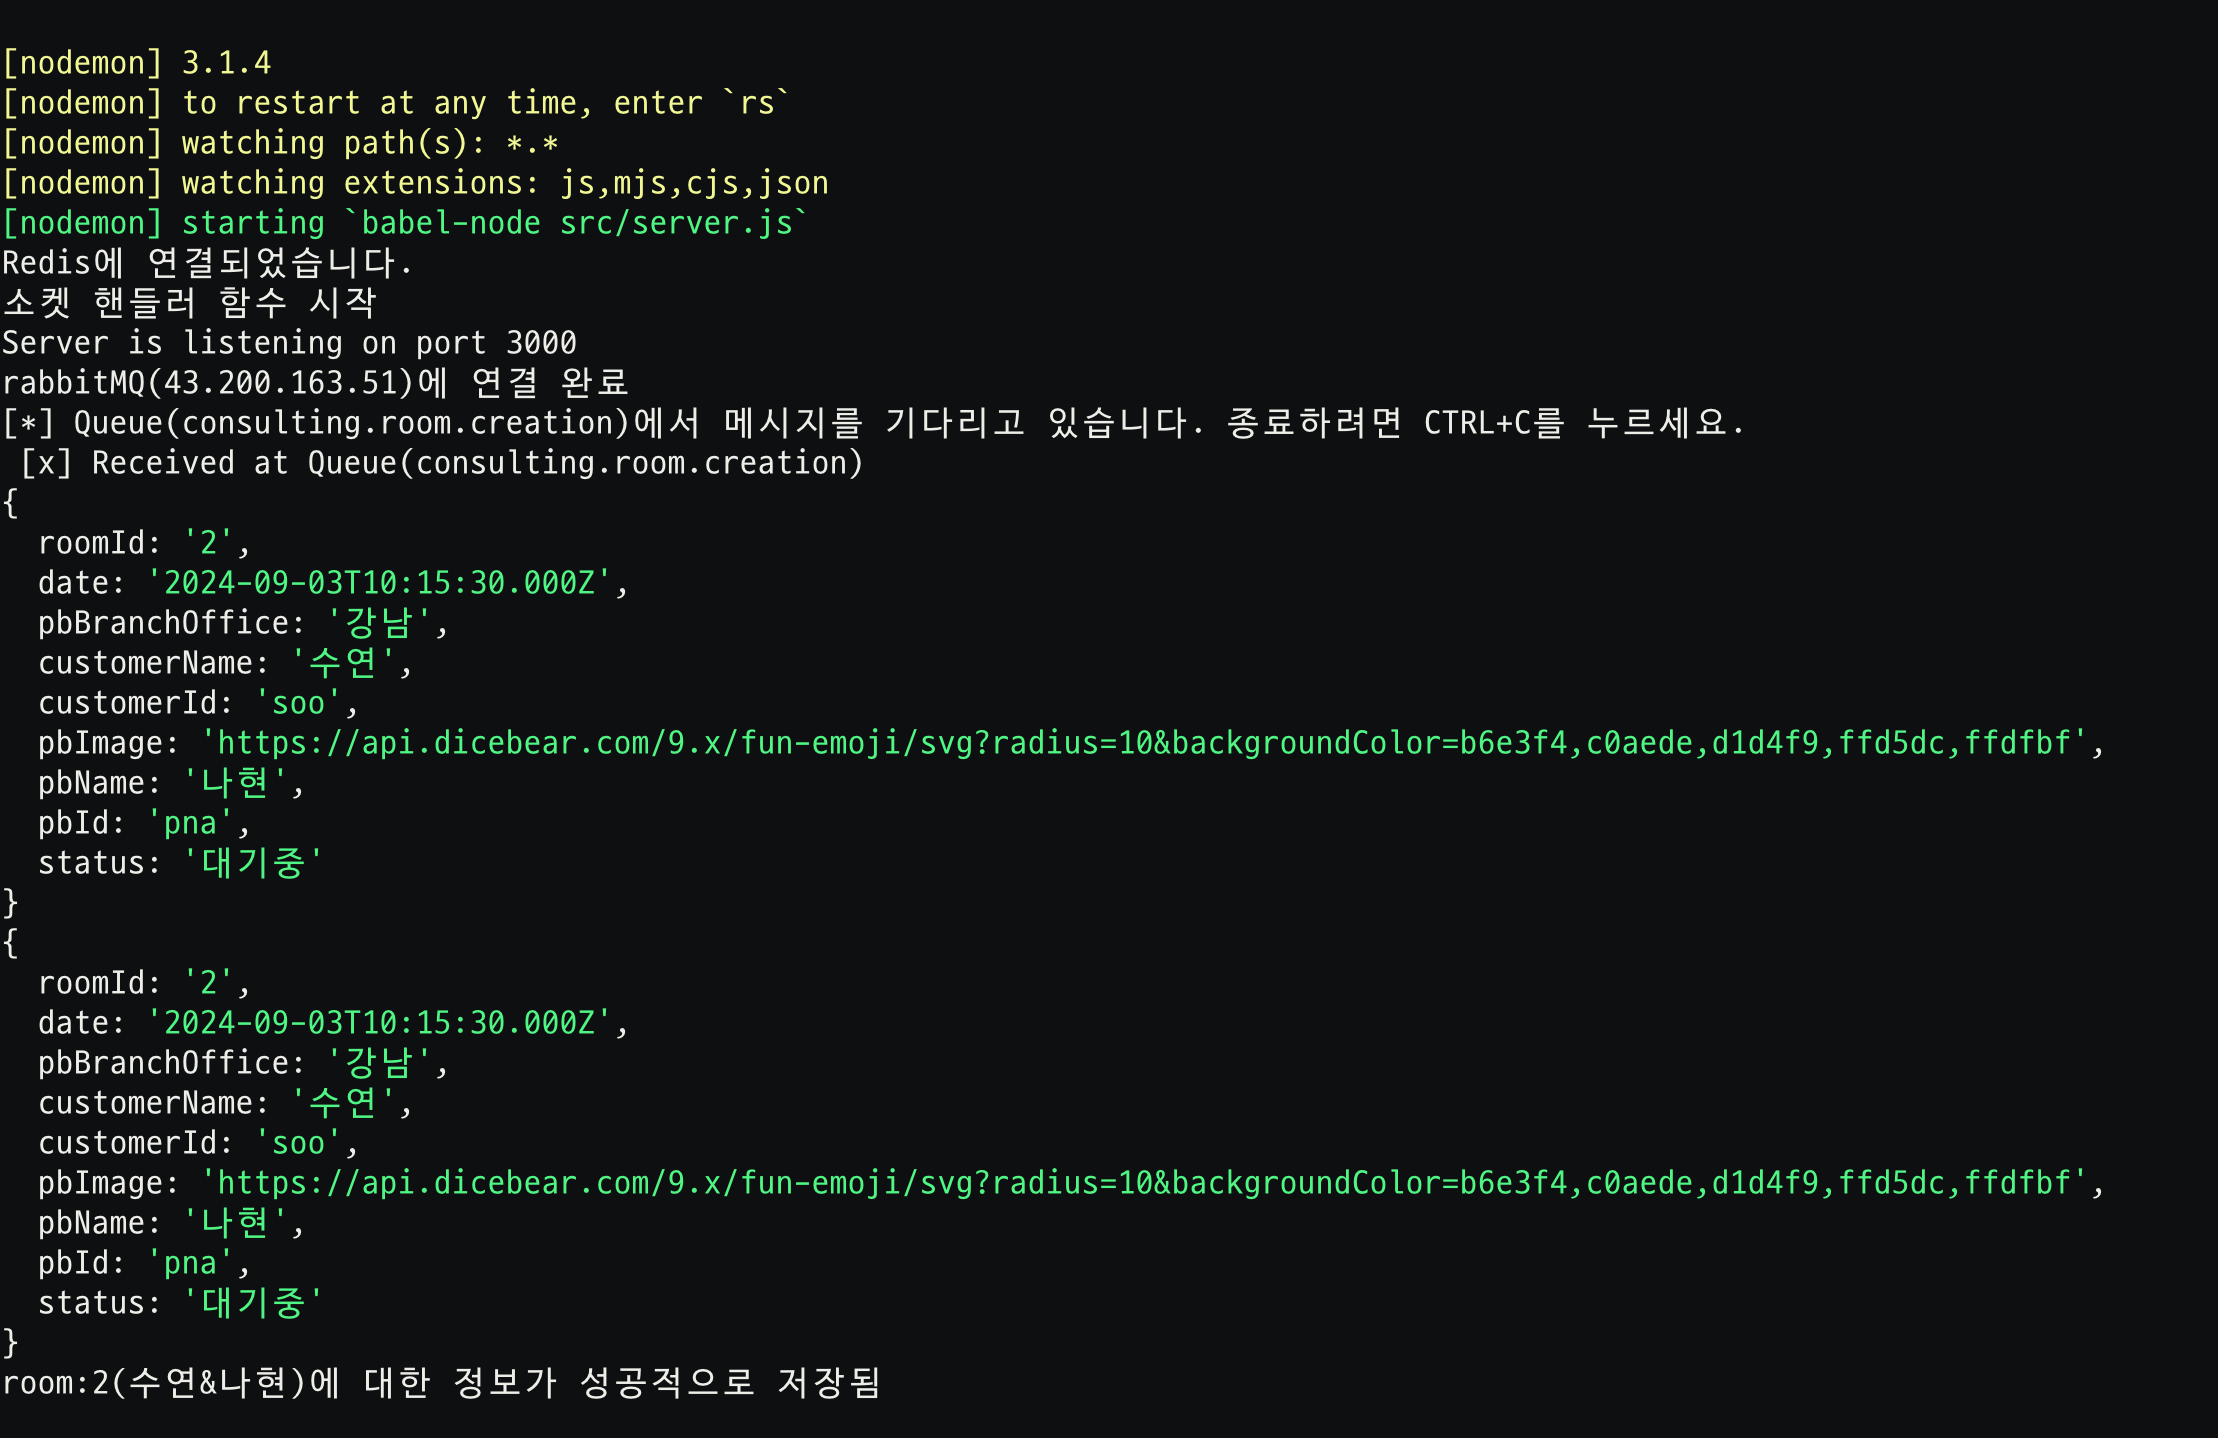 [nodemon] 3.1.4
[nodemon] to restart at any time, enter `rs`
[nodemon] watching path(s): *.*
[nodemon] watching extensions: js,mjs,cjs,json
[nodemon] starting `babel-node src/server.js`
Redis에 연결되었습니다.
소켓 핸들러 함수 시작
Server is listening on port 3000
rabbitMQ(43.200.163.51)에 연결 완료
[*] Queue(consulting.room.creation)에서 메시지를 기다리고 있습니다. 종료하려면 CTRL+C를 누르세요.
 [x] Received at Queue(consulting.room.creation)
{
  roomId: '2',
  date: '2024-09-03T10:15:30.000Z',
  pbBranchOffice: '강남',
  customerName: '수연',
  customerId: 'soo',
  pbImage: 'https://api.dicebear.com/9.x/fun-emoji/svg?radius=10&backgroundColor=b6e3f4,c0aede,d1d4f9,ffd5dc,ffdfbf',
  pbName: '나현',
  pbId: 'pna',
  status: '대기중'
}
{
  roomId: '2',
  date: '2024-09-03T10:15:30.000Z',
  pbBranchOffice: '강남',
  customerName: '수연',
  customerId: 'soo',
  pbImage: 'https://api.dicebear.com/9.x/fun-emoji/svg?radius=10&backgroundColor=b6e3f4,c0aede,d1d4f9,ffd5dc,ffdfbf',
  pbName: '나현',
  pbId: 'pna',
  status: '대기중'
}
room:2(수연&나현)에 대한 정보가 성공적으로 저장됨